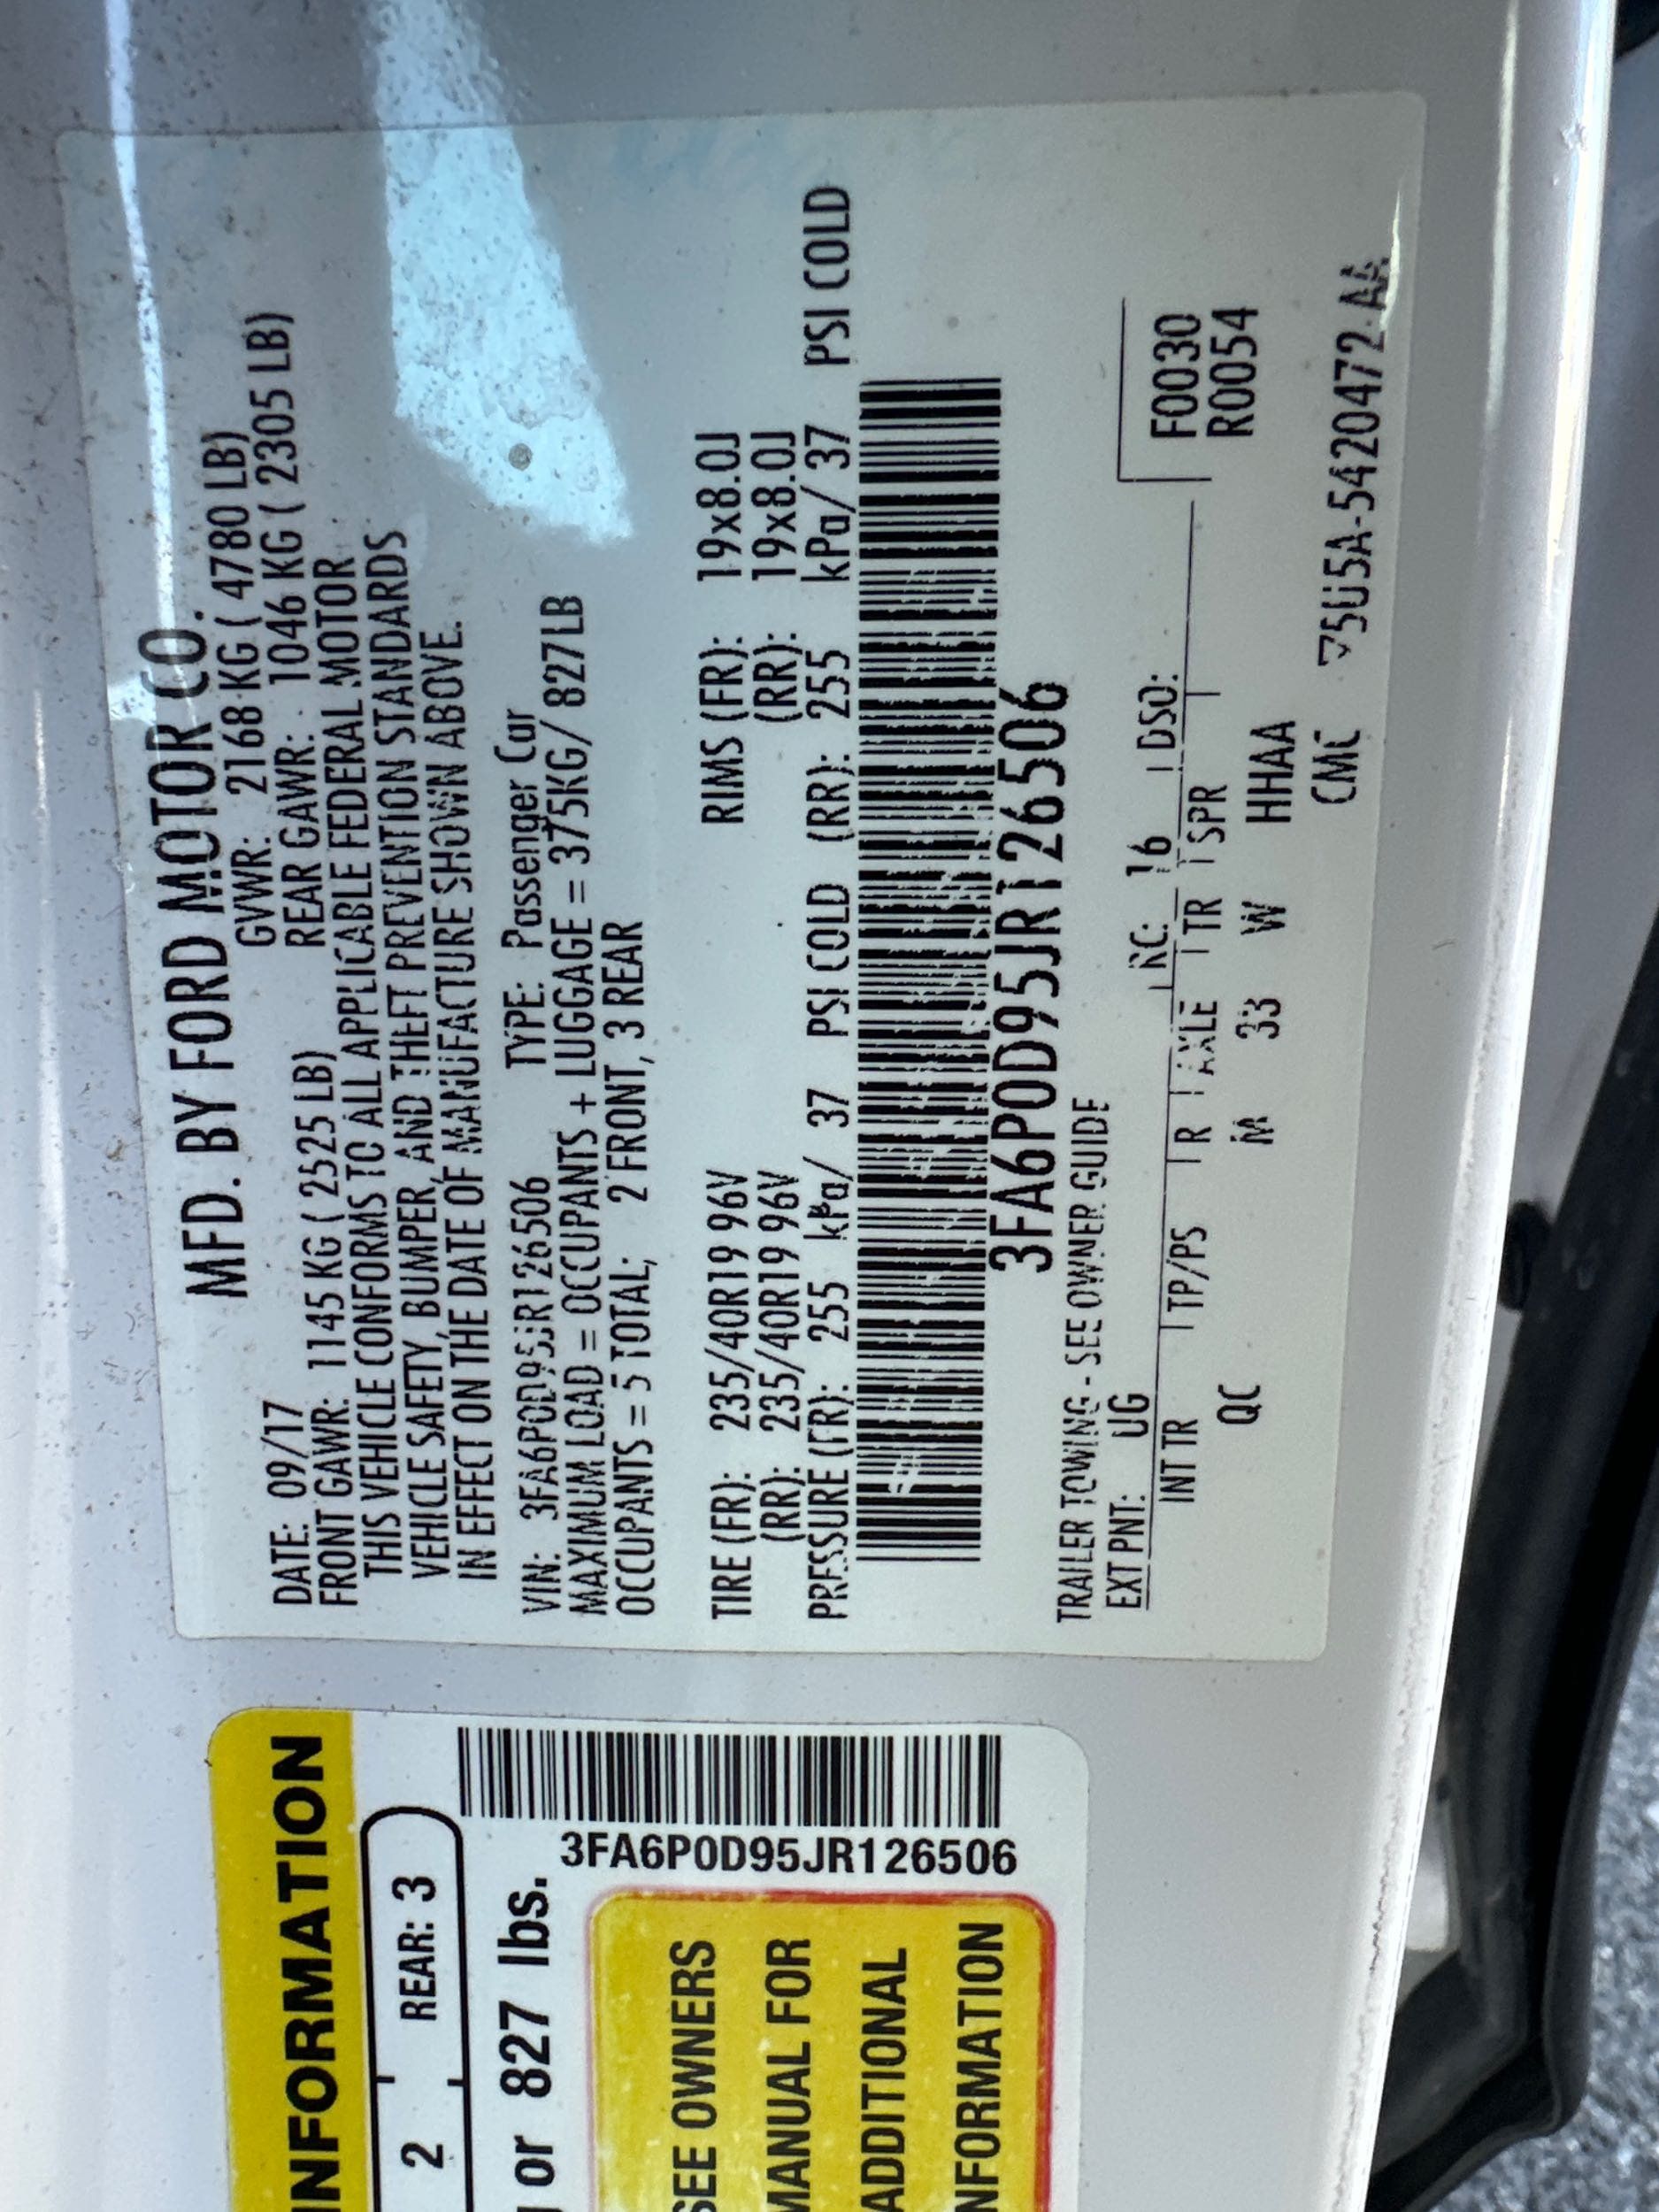 MFD. BY FORD MOTOR CO.
DATE: 09/17 GVWR: 2168 KG ( 4780 LB)
FRONT GAWR: 1145 KG ( 2525 LB) REAR GAWR: 1046 KG ( 2305 LB)
THIS VEHICLE CONFORMS TO ALL APPLICABLE FEDERAL MOTOR
VEHICLE SAFETY, BUMPER, AND THEFT PREVENTION STANDARDS
IN EFFECT ON THE DATE OF MANUFACTURE SHOWN ABOVE.
VIN: 3FA6P0D95JR126506 TYPE: Passenger Car
MAXIMUM LOAD = OCCUPANTS + LUGGAGE = 375KG/ 827LB
OCCUPANTS = 5 TOTAL; 2 FRONT, 3 REAR
TIRE (FR): 235/40R19 96V RIMS (FR): 19x8.0J
(RR): 235/40R19 96V (RR): 19x8.0J
PRESSURE (FR): 255 kPa/ 37 PSI COLD (RR): 255 kPa/ 37 PSI COLD
3FA6P0D95JR126506
TRAILER TOWING - SEE OWNER GUIDE
EXT PNT: UG RC: 16 DSO:
F0030
INT TR TP/PS R AXLE TR SPR
R0054
QC M 33 W HHAA
CMC 5U5A-5420472-AA
INFORMATION
2 REAR: 3
or 827 lbs.
3FA6P0D95JR126506
SEE OWNERS
MANUAL FOR
ADDITIONAL
INFORMATION